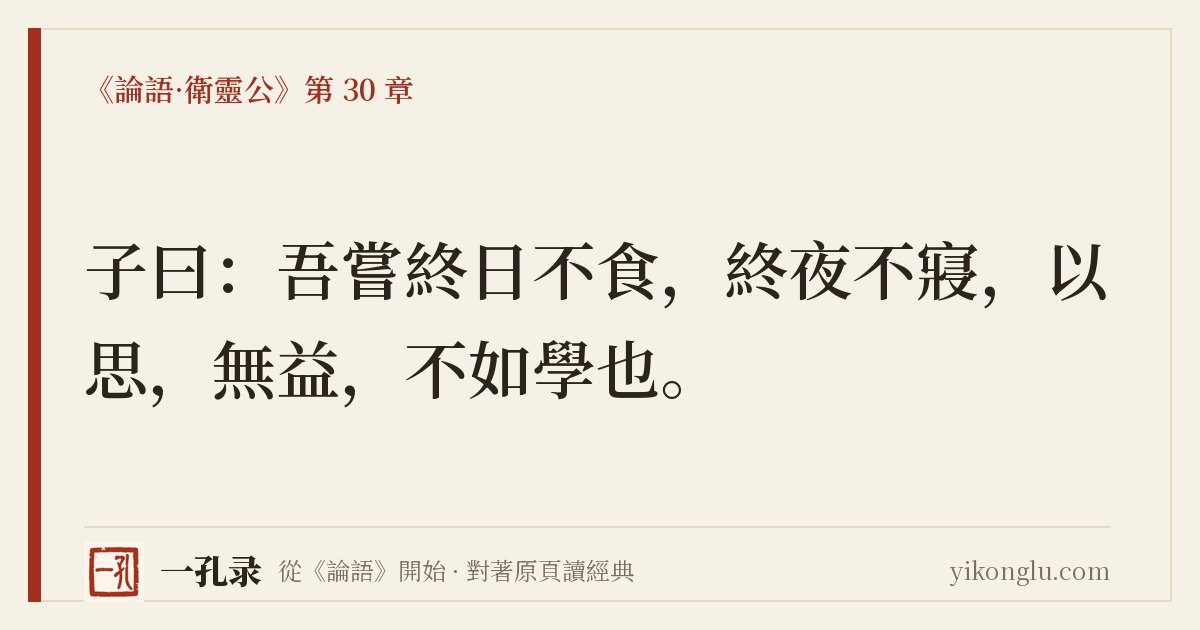 《論語·衛靈公》第 30 章
子曰：吾嘗終日不食，終夜不寢，以
思，無益，不如學也。
一孔
一孔录 從《論語》開始 · 對著原頁讀經典
yikonglu.com